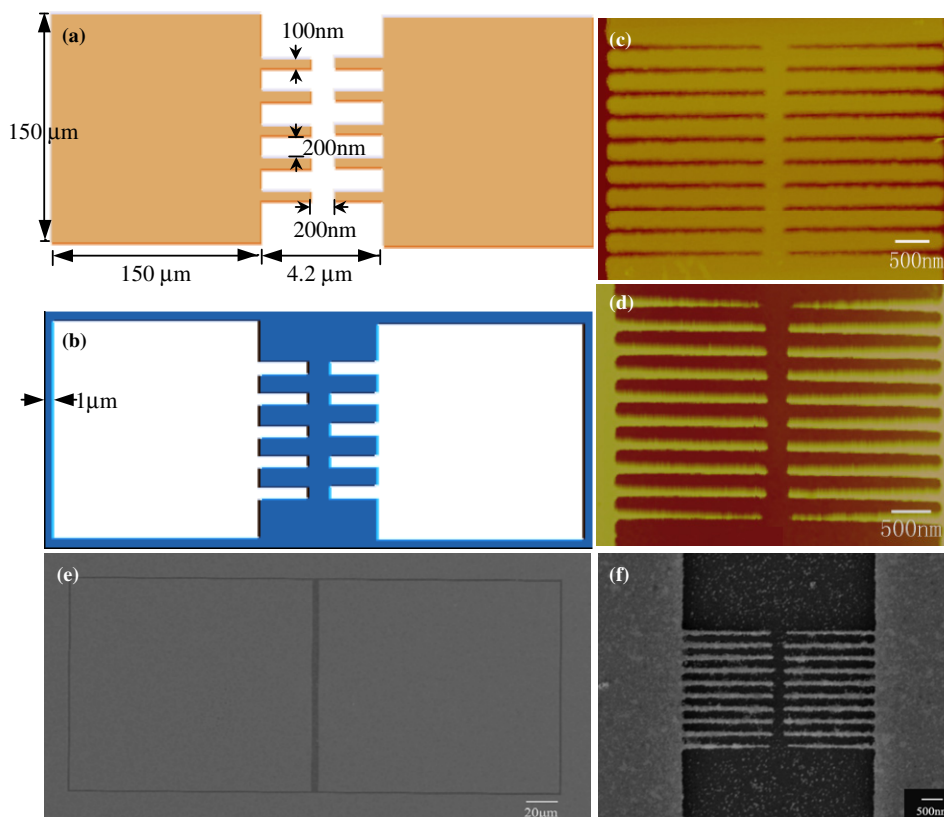 (a)
100nm
150 μm
200nm
200nm
150 μm
4.2 μm
(b)
1μm
(c)
500nm
(d)
500nm
(e)
20μm
(f)
500nm